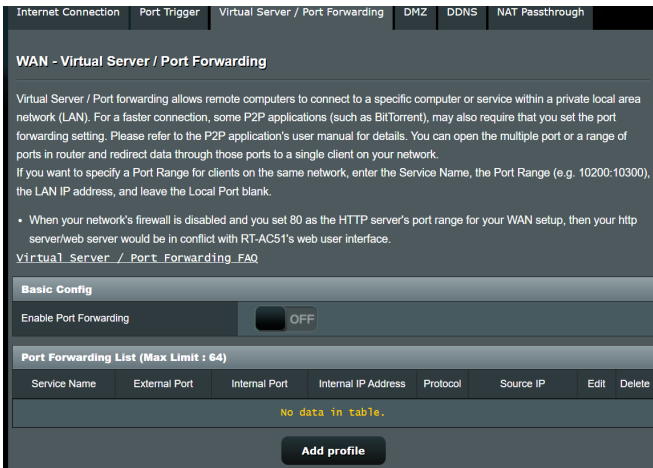 Internet Connection Port Trigger Virtual Server / Port Forwarding DMZ DDNS NAT Passthrough
WAN - Virtual Server / Port Forwarding
Virtual Server / Port forwarding allows remote computers to connect to a specific computer or service within a private local area
network (LAN). For a faster connection, some P2P applications (such as BitTorrent), may also require that you set the port
forwarding setting. Please refer to the P2P application's user manual for details. You can open the multiple port or a range of
ports in router and redirect data through those ports to a single client on your network.
If you want to specify a Port Range for clients on the same network, enter the Service Name, the Port Range (e.g. 10200:10300),
the LAN IP address, and leave the Local Port blank.
• When your network's firewall is disabled and you set 80 as the HTTP server's port range for your WAN setup, then your http
server/web server would be in conflict with RT-AC51's web user interface.
Virtual Server / Port Forwarding FAQ
Basic Config
Enable Port Forwarding OFF
Port Forwarding List (Max Limit : 64)
Service Name External Port Internal Port Internal IP Address Protocol Source IP Edit Delete
No data in table.
Add profile